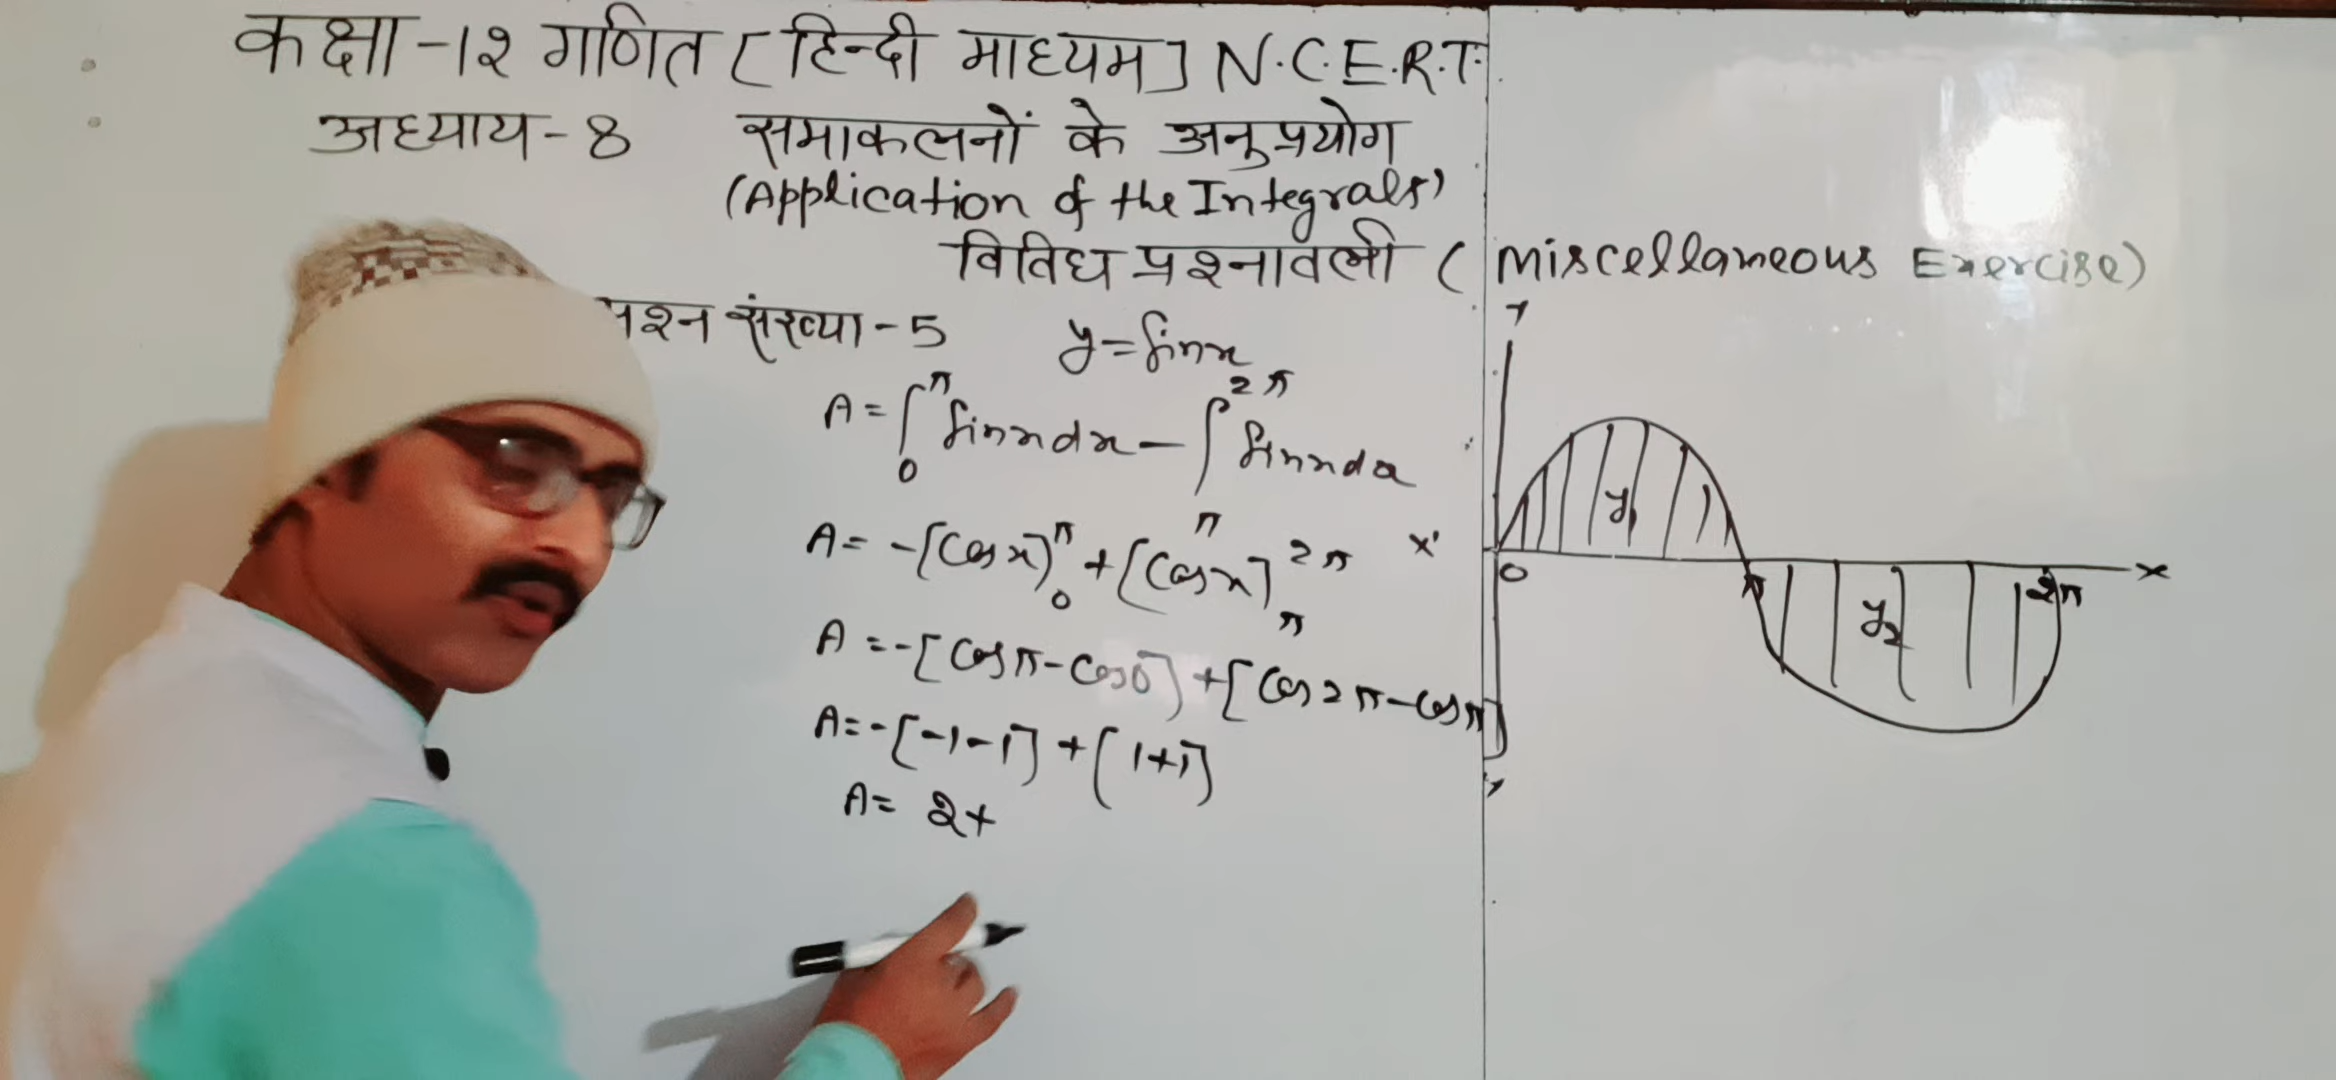 कक्षा -१२ गणित [हिन्दी माध्यम] N.C.E.R.T.
अध्याय - 8 समाकलनों के अनुप्रयोग
(Application of the Integrals)
विविध प्रश्नावली (Miscellaneous Exercise)
प्रश्न संख्या - 5 y = sinx
A = ∫₀^π sinx dx - ∫_π^2π sinx dx
A = -[cosx]₀^π + [cosx]_π^2π
A = -[cosπ - cos0] + [cos2π - cosπ]
A = -[-1-1] + [1+1]
A = 2+
Y
y₁
X' O π 2π X
y₂
Y'